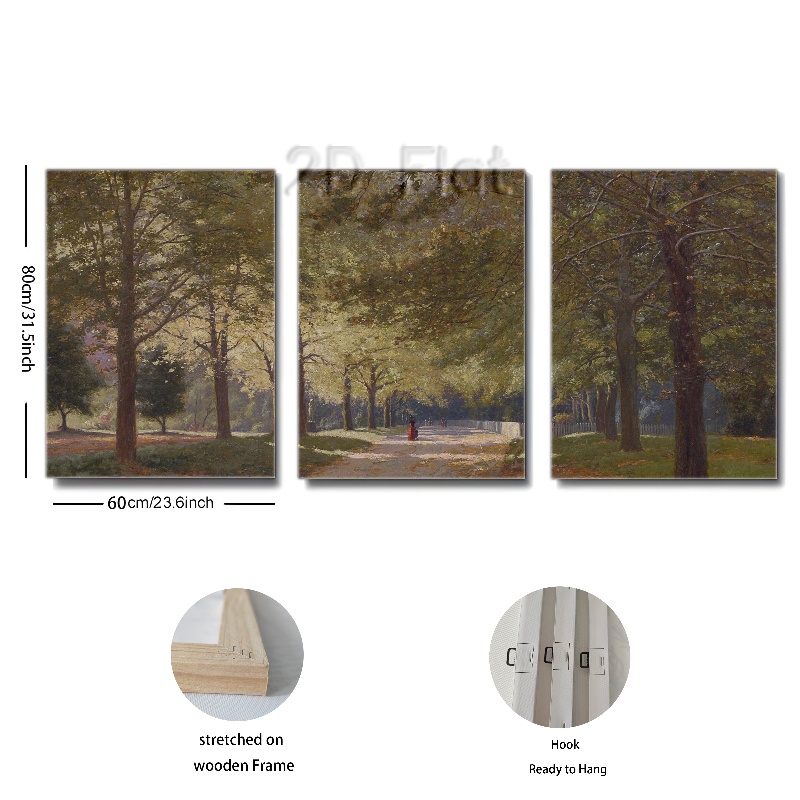 2D Flat
80cm/31.5inch
60cm/23.6inch
stretched on
wooden Frame
Hook
Ready to Hang